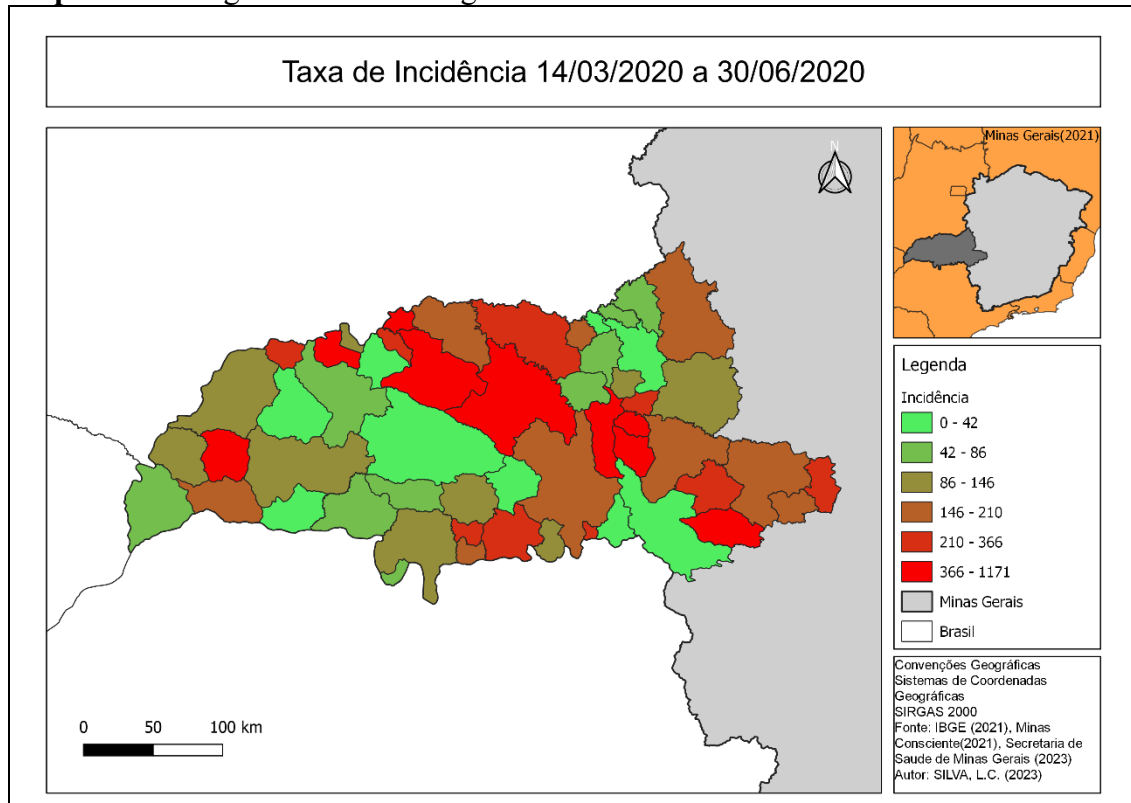 Taxa de Incidência 14/03/2020 a 30/06/2020
N
Minas Gerais(2021)
Legenda
Incidência
0 - 42
42 - 86
86 - 146
146 - 210
210 - 366
366 - 1171
Minas Gerais
Brasil
0 50 100 km
Convenções Geográficas
Sistemas de Coordenadas
Geográficas
SIRGAS 2000
Fonte: IBGE (2021), Minas
Consciente(2021), Secretaria de
Saude de Minas Gerais (2023)
Autor: SILVA, L.C. (2023)